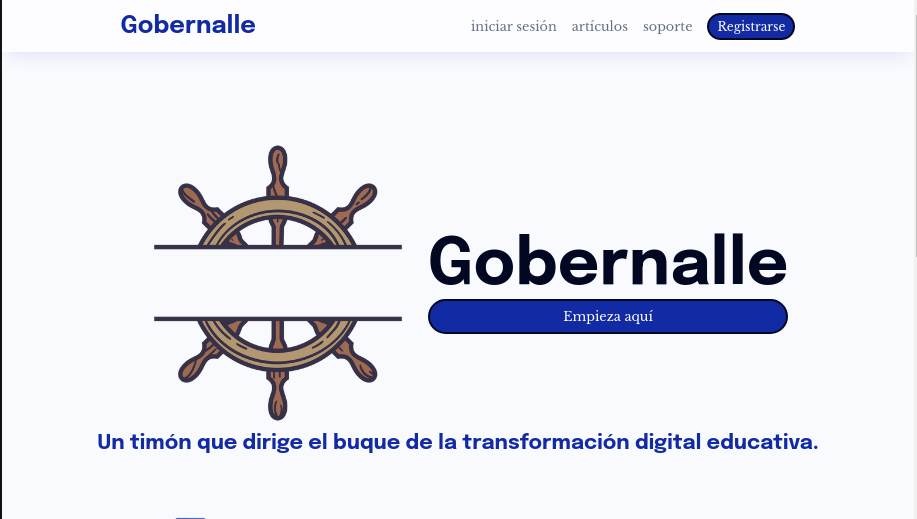 Gobernalle
iniciar sesión artículos soporte Registrarse
Gobernalle
Empieza aquí
Un timón que dirige el buque de la transformación digital educativa.